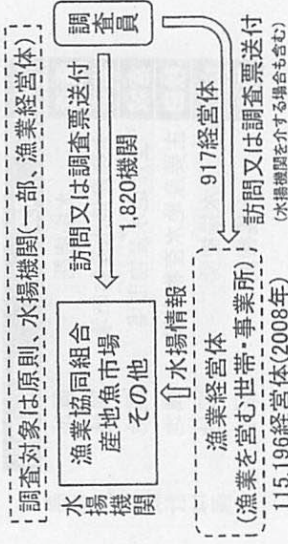 調査対象は原則、水揚機関(一部、漁業経営体)
調査員
訪問又は調査票送付
1,820機関
水揚機関
漁業協同組合
産地魚市場
その他
水揚情報
917経営体
訪問又は調査票送付
(水揚機関を介する場合も含む)
漁業経営体
(漁業を営む世帯・事業所)
115,196経営体(2008年)